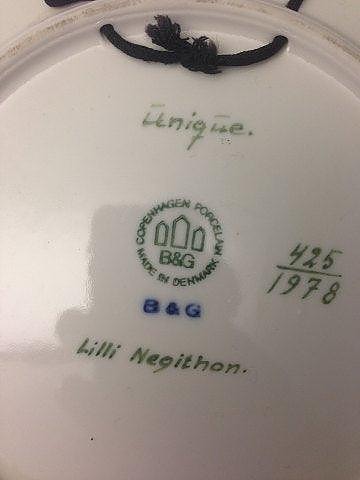 Unique.
COPENHAGEN PORCELAIN
B&G
MADE IN DENMARK
B & G
425
1978
Lilli Negithon.